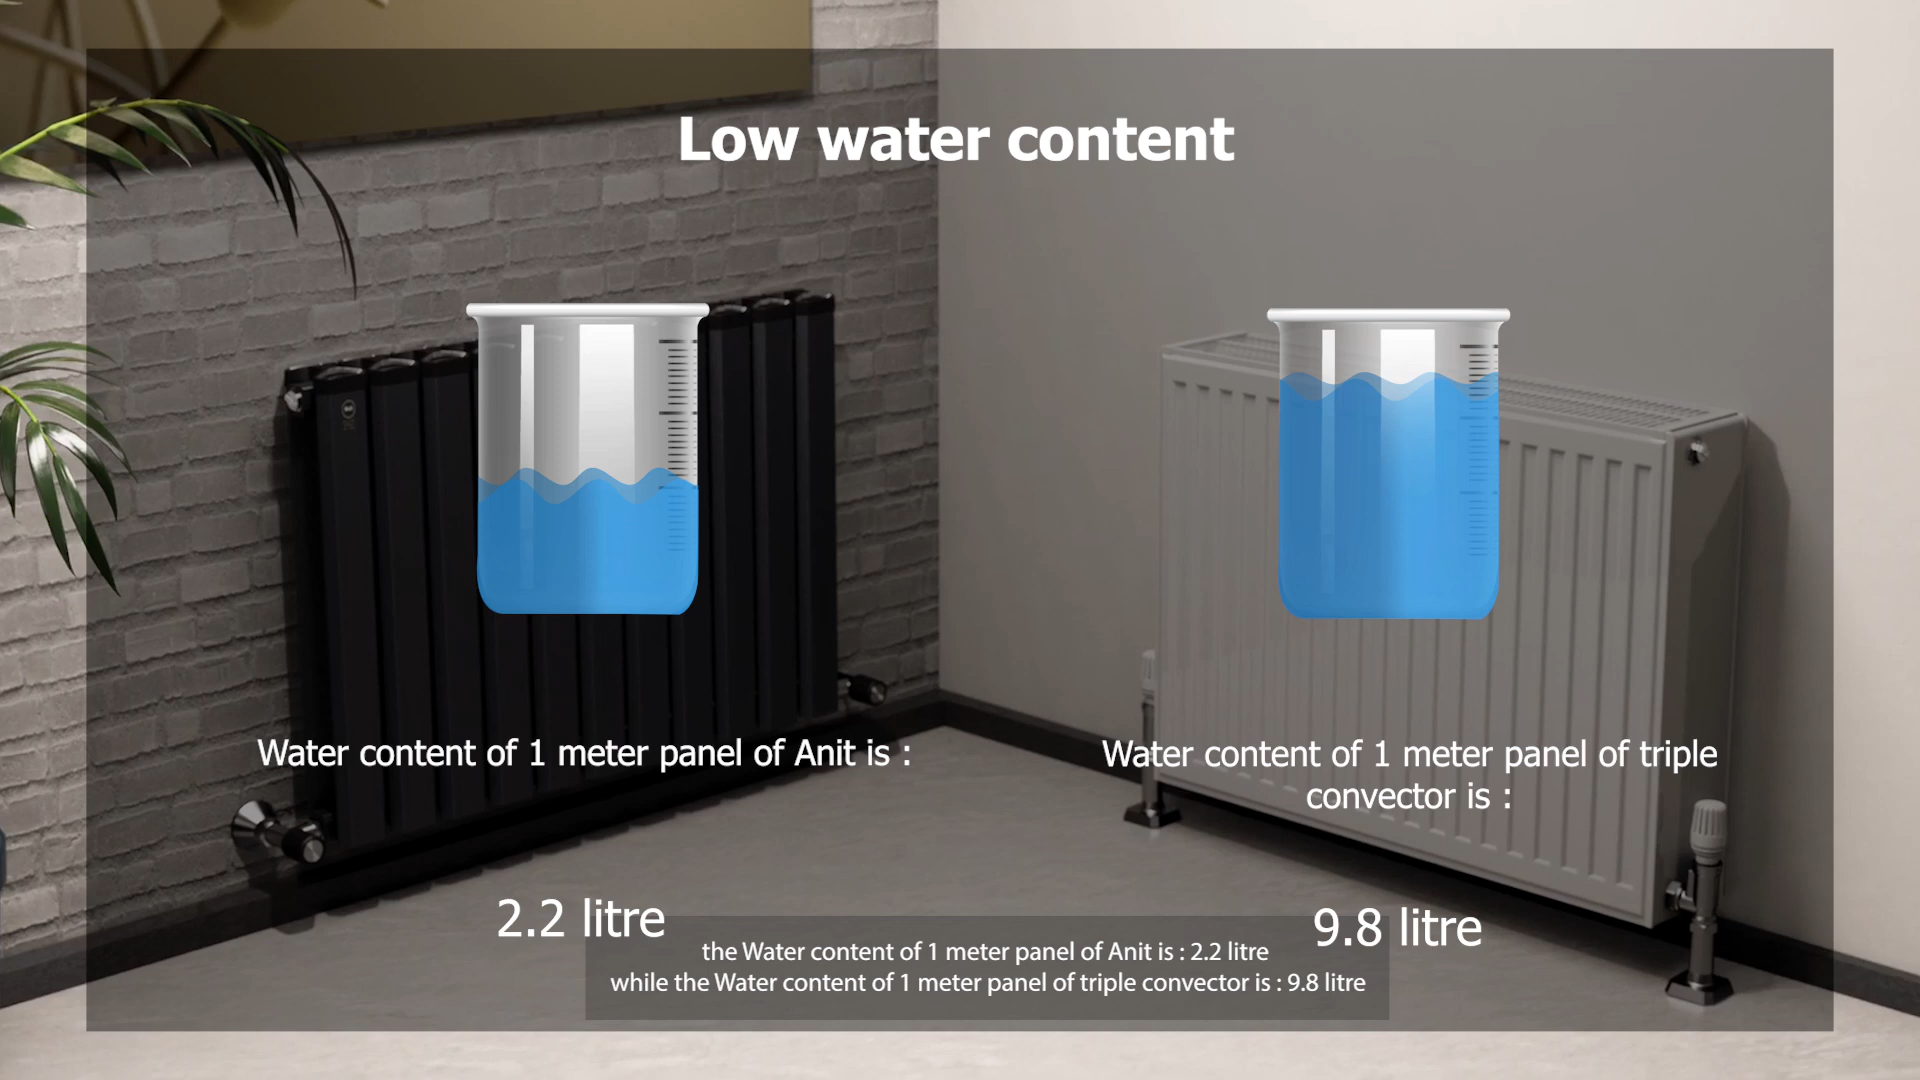 Low water content
Water content of 1 meter panel of Anit is :
Water content of 1 meter panel of triple
convector is :
2.2 litre
9.8 litre
the Water content of 1 meter panel of Anit is : 2.2 litre
while the Water content of 1 meter panel of triple convector is : 9.8 litre